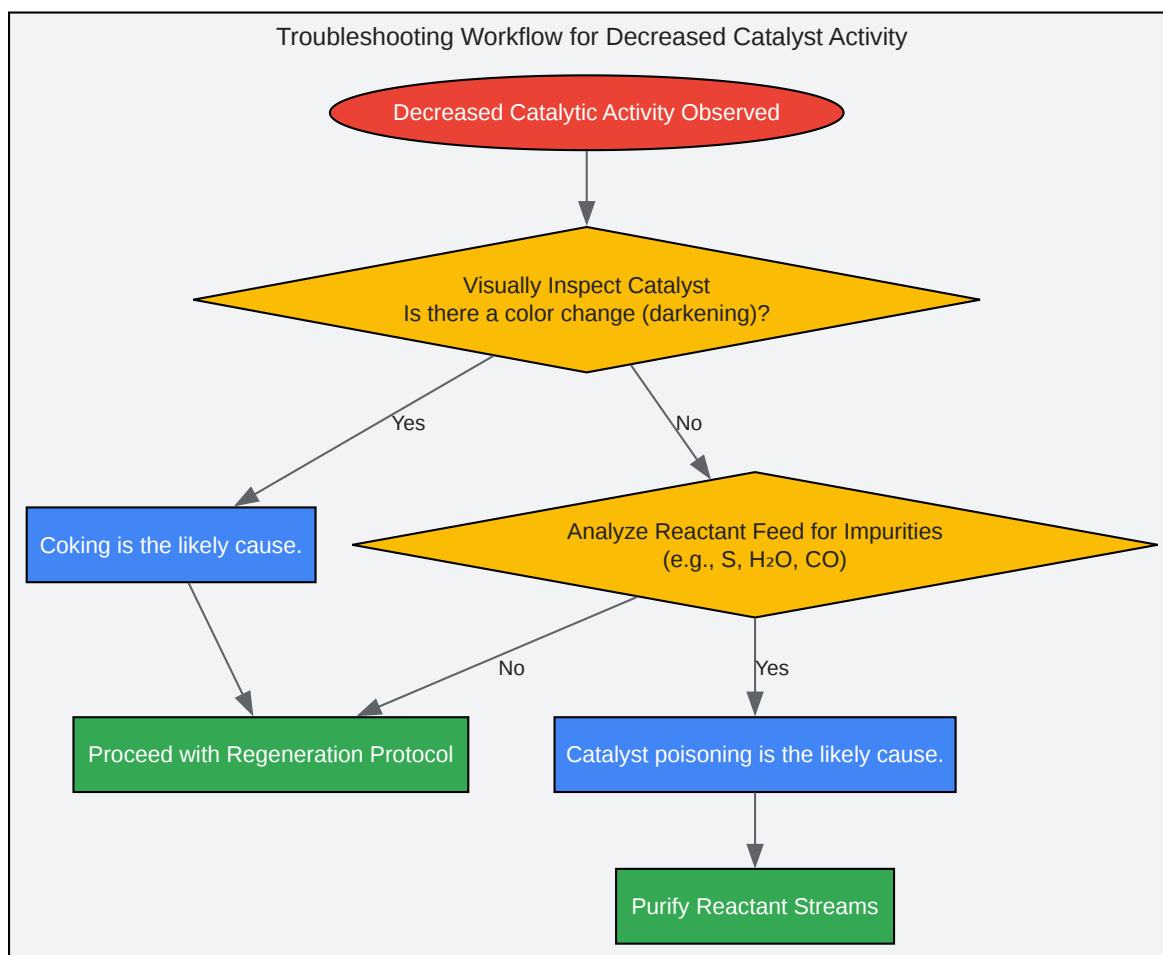 Troubleshooting Workflow for Decreased Catalyst Activity
Decreased Catalytic Activity Observed
Visually Inspect Catalyst
Is there a color change (darkening)?
Yes
No
Coking is the likely cause.
Analyze Reactant Feed for Impurities
(e.g., S, H₂O, CO)
No
Yes
Proceed with Regeneration Protocol
Catalyst poisoning is the likely cause.
Purify Reactant Streams